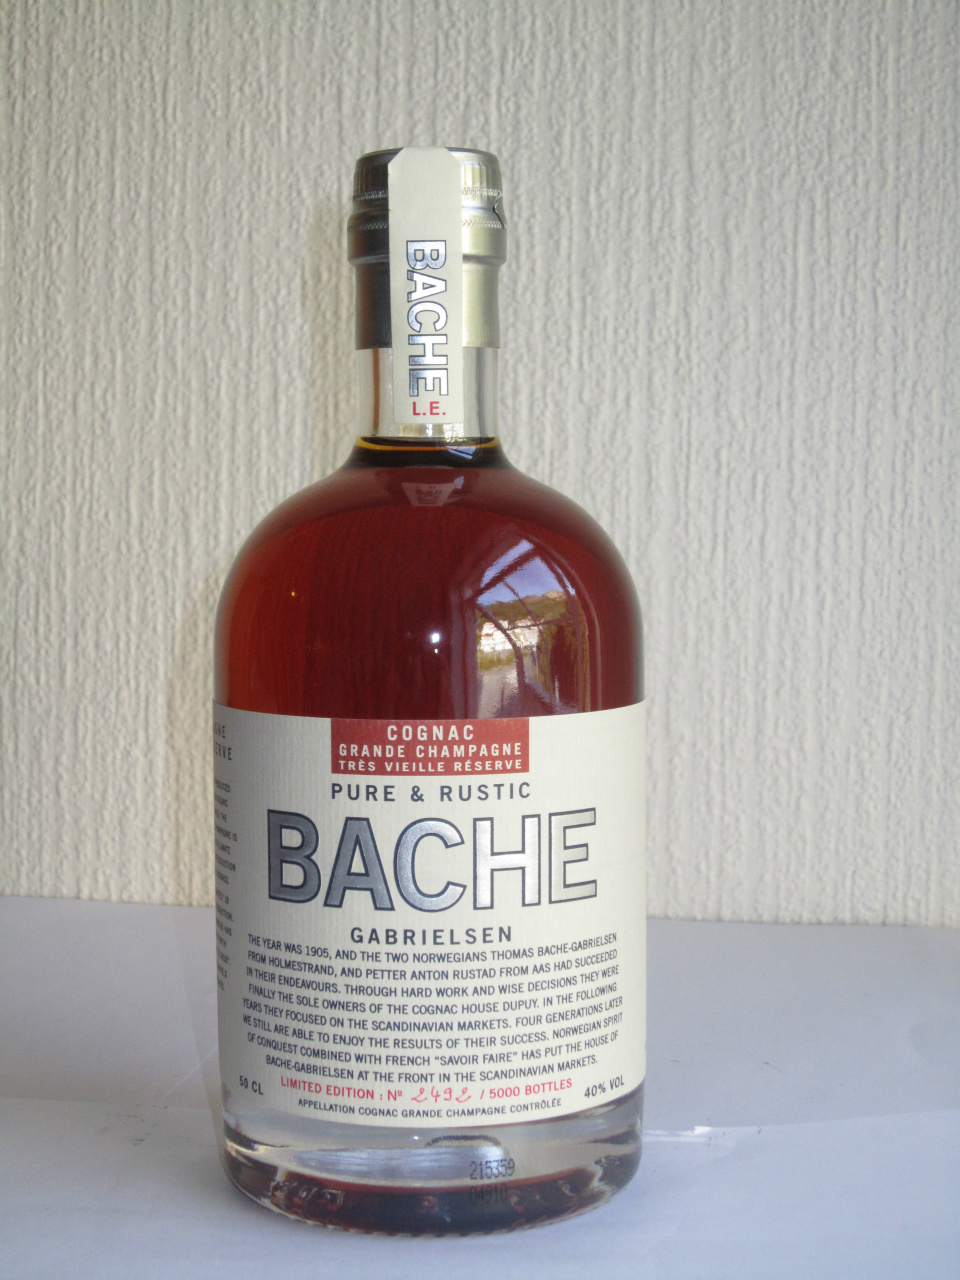 BACHE
L.E.
COGNAC
GRANDE CHAMPAGNE
TRÈS VIEILLE RÉSERVE
PURE & RUSTIC
BACHE
GABRIELSEN
THE YEAR WAS 1905, AND THE TWO NORWEGIANS THOMAS BACHE-GABRIELSEN
FROM HOLMESTRAND, AND PETTER ANTON RUSTAD FROM AAS HAD SUCCEEDED
IN THEIR ENDEAVOURS. THROUGH HARD WORK AND WISE DECISIONS THEY WERE
FINALLY THE SOLE OWNERS OF THE COGNAC HOUSE DUPUY. IN THE FOLLOWING
YEARS THEY FOCUSED ON THE SCANDINAVIAN MARKETS. FOUR GENERATIONS LATER
WE STILL ARE ABLE TO ENJOY THE RESULTS OF THEIR SUCCESS. NORWEGIAN SPIRIT
OF CONQUEST COMBINED WITH FRENCH "SAVOIR FAIRE" HAS PUT THE HOUSE OF
BACHE-GABRIELSEN AT THE FRONT IN THE SCANDINAVIAN MARKETS.
LIMITED EDITION : Nº 2492 / 5000 BOTTLES
50 CL
40% VOL
APPELLATION COGNAC GRANDE CHAMPAGNE CONTRÔLÉE
215359
04910